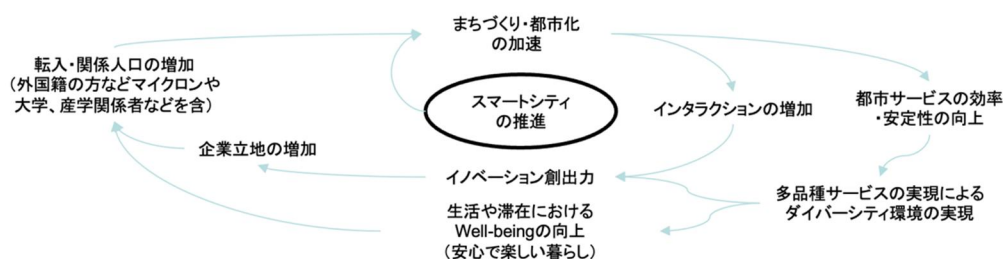 まちづくり・都市化
の加速
転入・関係人口の増加
(外国籍の方などマイクロンや
大学、産学関係者などを含)
スマートシティ
の推進
インタラクションの増加
都市サービスの効率
・安定性の向上
企業立地の増加
イノベーション創出力
多品種サービスの実現による
ダイバーシティ環境の実現
生活や滞在における
Well-beingの向上
(安心で楽しい暮らし)